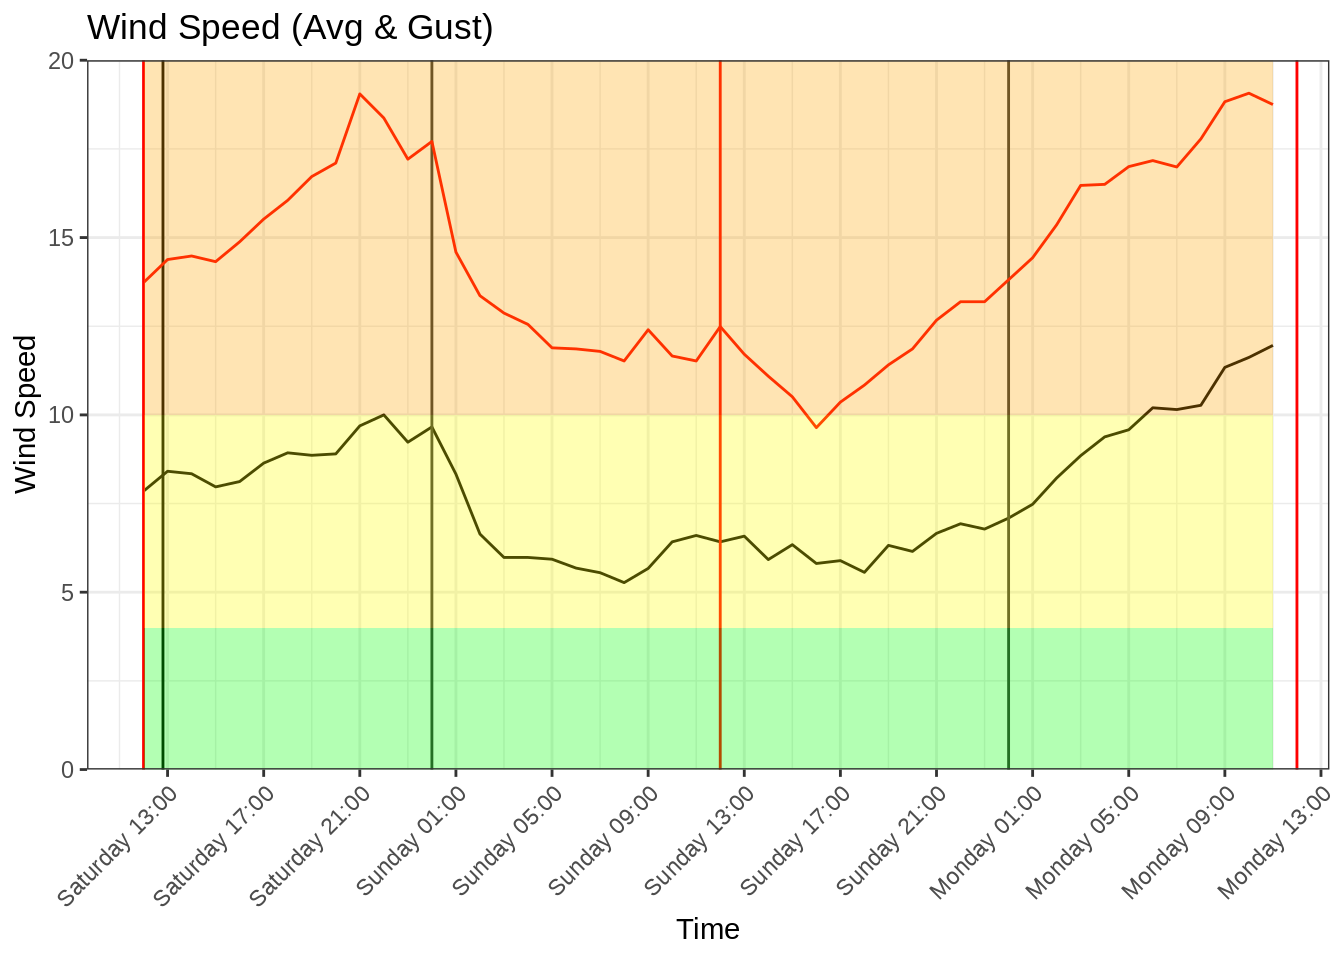 Wind Speed (Avg & Gust)
20
15
10
5
0
Wind Speed
Saturday 13:00
Saturday 17:00
Saturday 21:00
Sunday 01:00
Sunday 05:00
Sunday 09:00
Sunday 13:00
Sunday 17:00
Sunday 21:00
Monday 01:00
Monday 05:00
Monday 09:00
Monday 13:00
Time